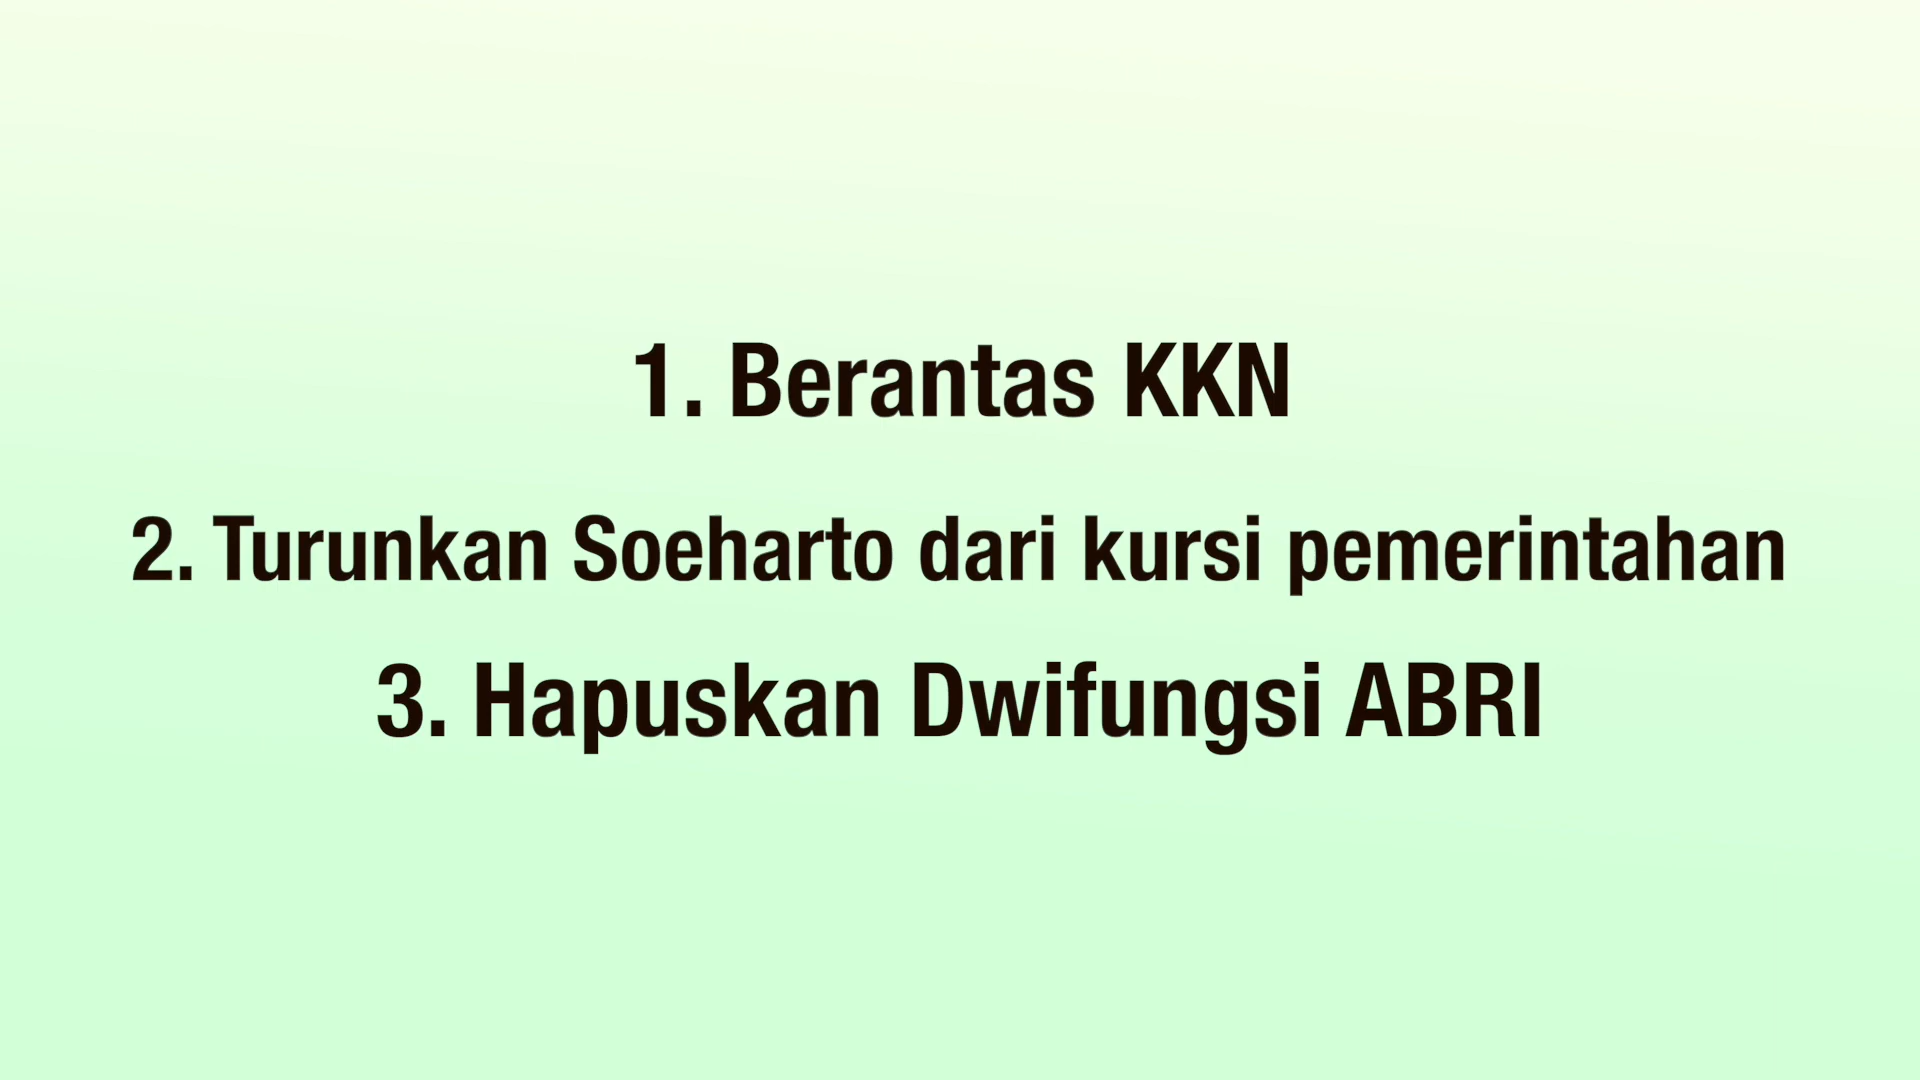 1. Berantas KKN
2. Turunkan Soeharto dari kursi pemerintahan
3. Hapuskan Dwifungsi ABRI